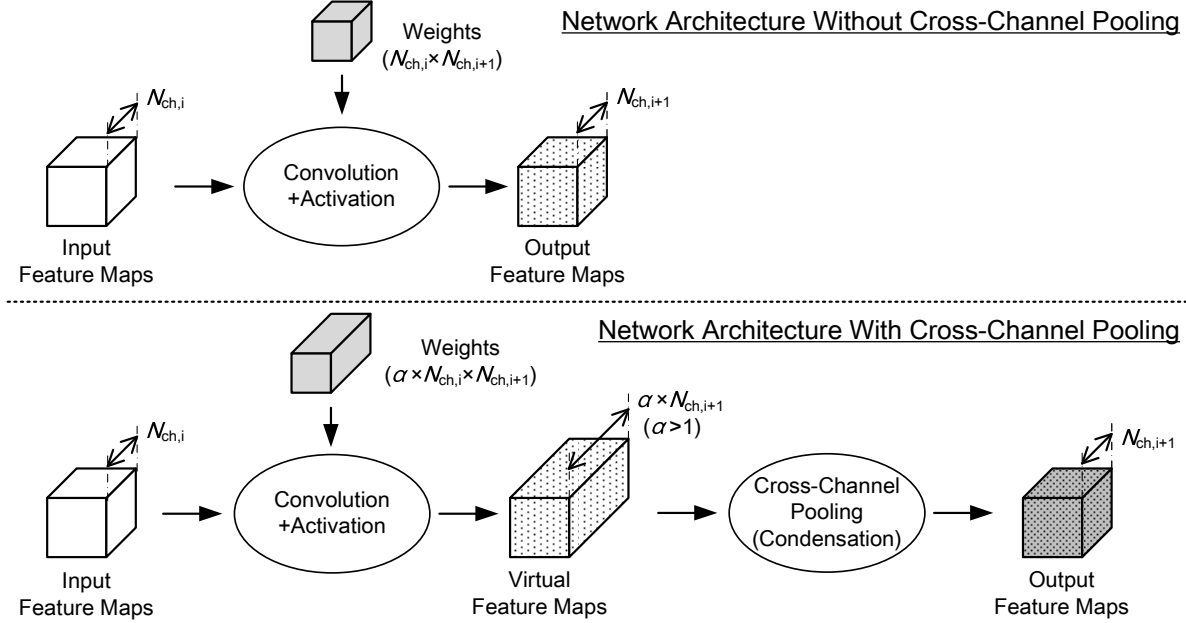 Network Architecture Without Cross-Channel Pooling
Weights
(Nch,i×Nch,i+1)
Nch,i
Nch,i+1
Convolution
+Activation
Input
Feature Maps
Output
Feature Maps
Network Architecture With Cross-Channel Pooling
Weights
(α×Nch,i×Nch,i+1)
α×Nch,i+1
(α>1)
Nch,i
Nch,i+1
Convolution
+Activation
Cross-Channel
Pooling
(Condensation)
Input
Feature Maps
Virtual
Feature Maps
Output
Feature Maps